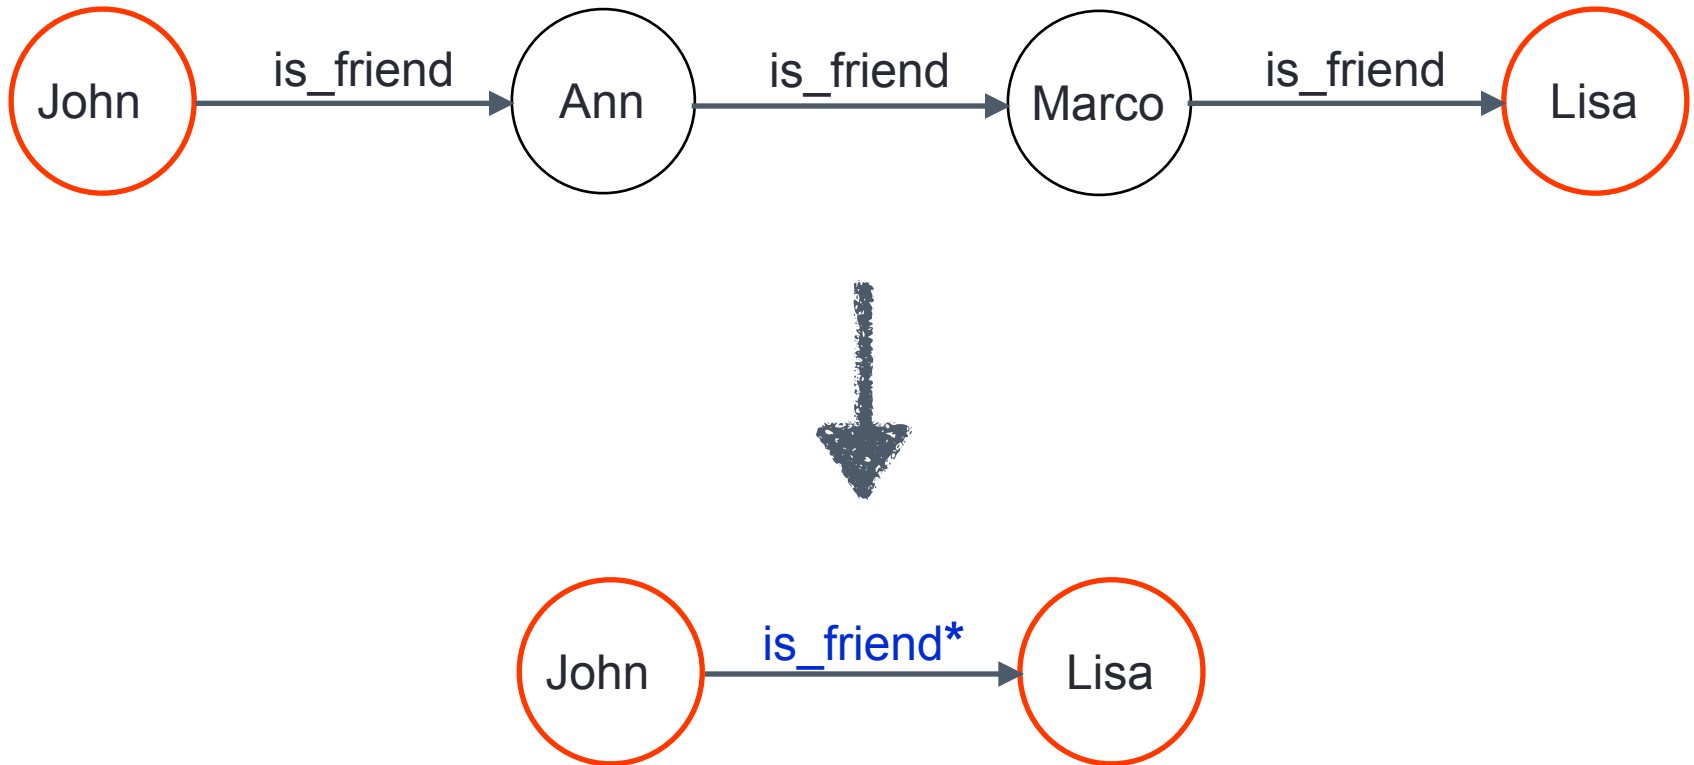 is_friend is_friend is_friend
John Ann Marco Lisa
is_friend*
John Lisa